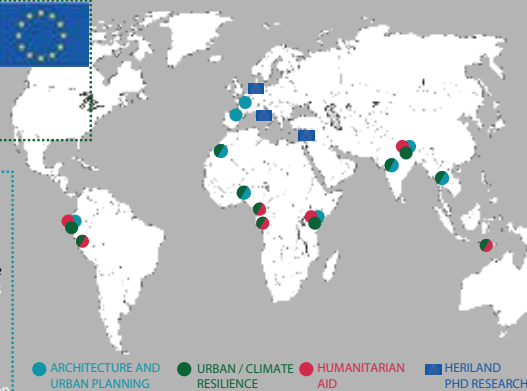 ARCHITECTURE AND
URBAN PLANNING
URBAN / CLIMATE
RESILIENCE
HUMANITARIAN
AID
HERILAND
PHD RESEARCH